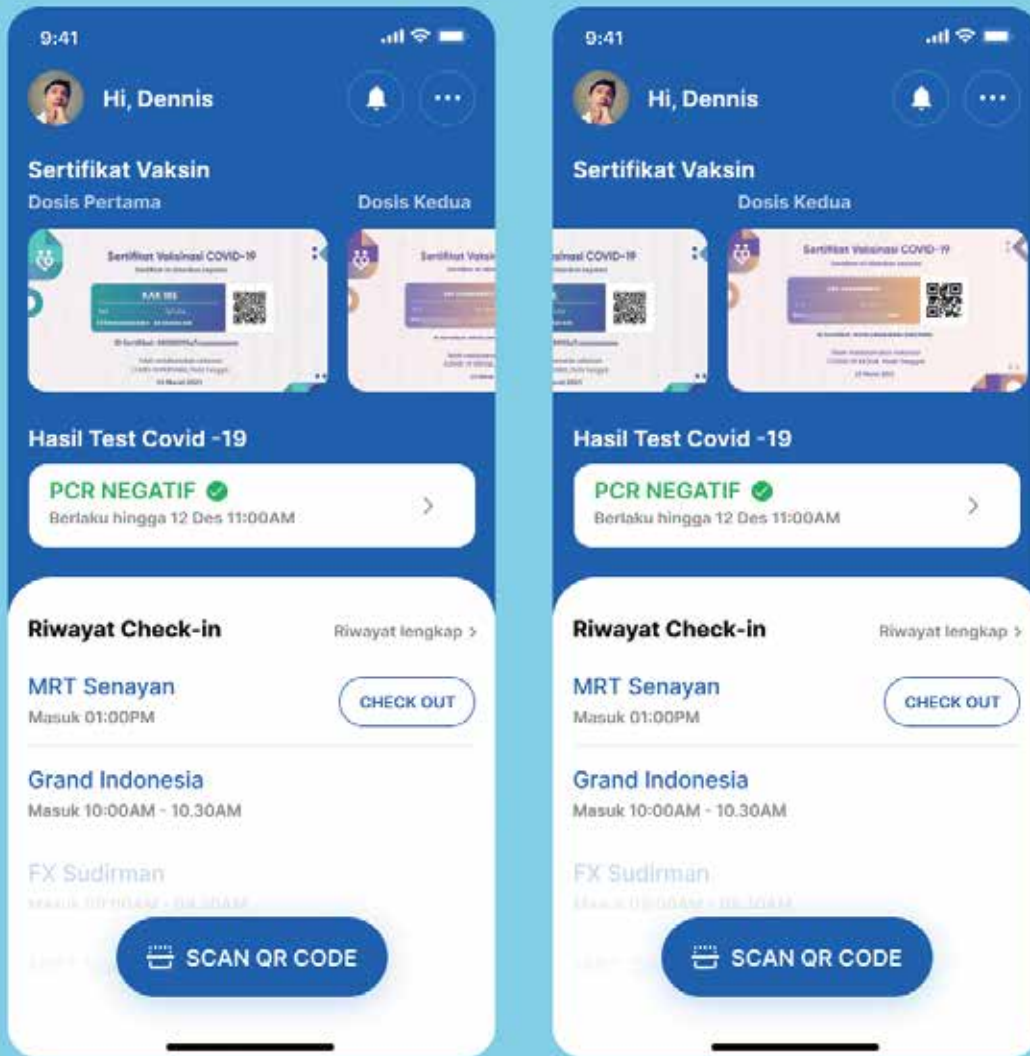 9:41
Hi, Dennis
Sertifikat Vaksin
Dosis Pertama
Dosis Kedua
Sertifikat Vaksinasi COVID-19
Hasil Test Covid -19
PCR NEGATIF
Berlaku hingga 12 Des 11:00AM
Riwayat Check-in
Riwayat lengkap >
MRT Senayan
Masuk 01:00PM
CHECK OUT
Grand Indonesia
Masuk 10:00AM - 10.30AM
FX Sudirman
SCAN QR CODE
9:41
Hi, Dennis
Sertifikat Vaksin
Dosis Kedua
COVID-19
Sertifikat Vaksinasi COVID-19
Hasil Test Covid -19
PCR NEGATIF
Berlaku hingga 12 Des 11:00AM
Riwayat Check-in
Riwayat lengkap >
MRT Senayan
Masuk 01:00PM
CHECK OUT
Grand Indonesia
Masuk 10:00AM - 10.30AM
FX Sudirman
SCAN QR CODE